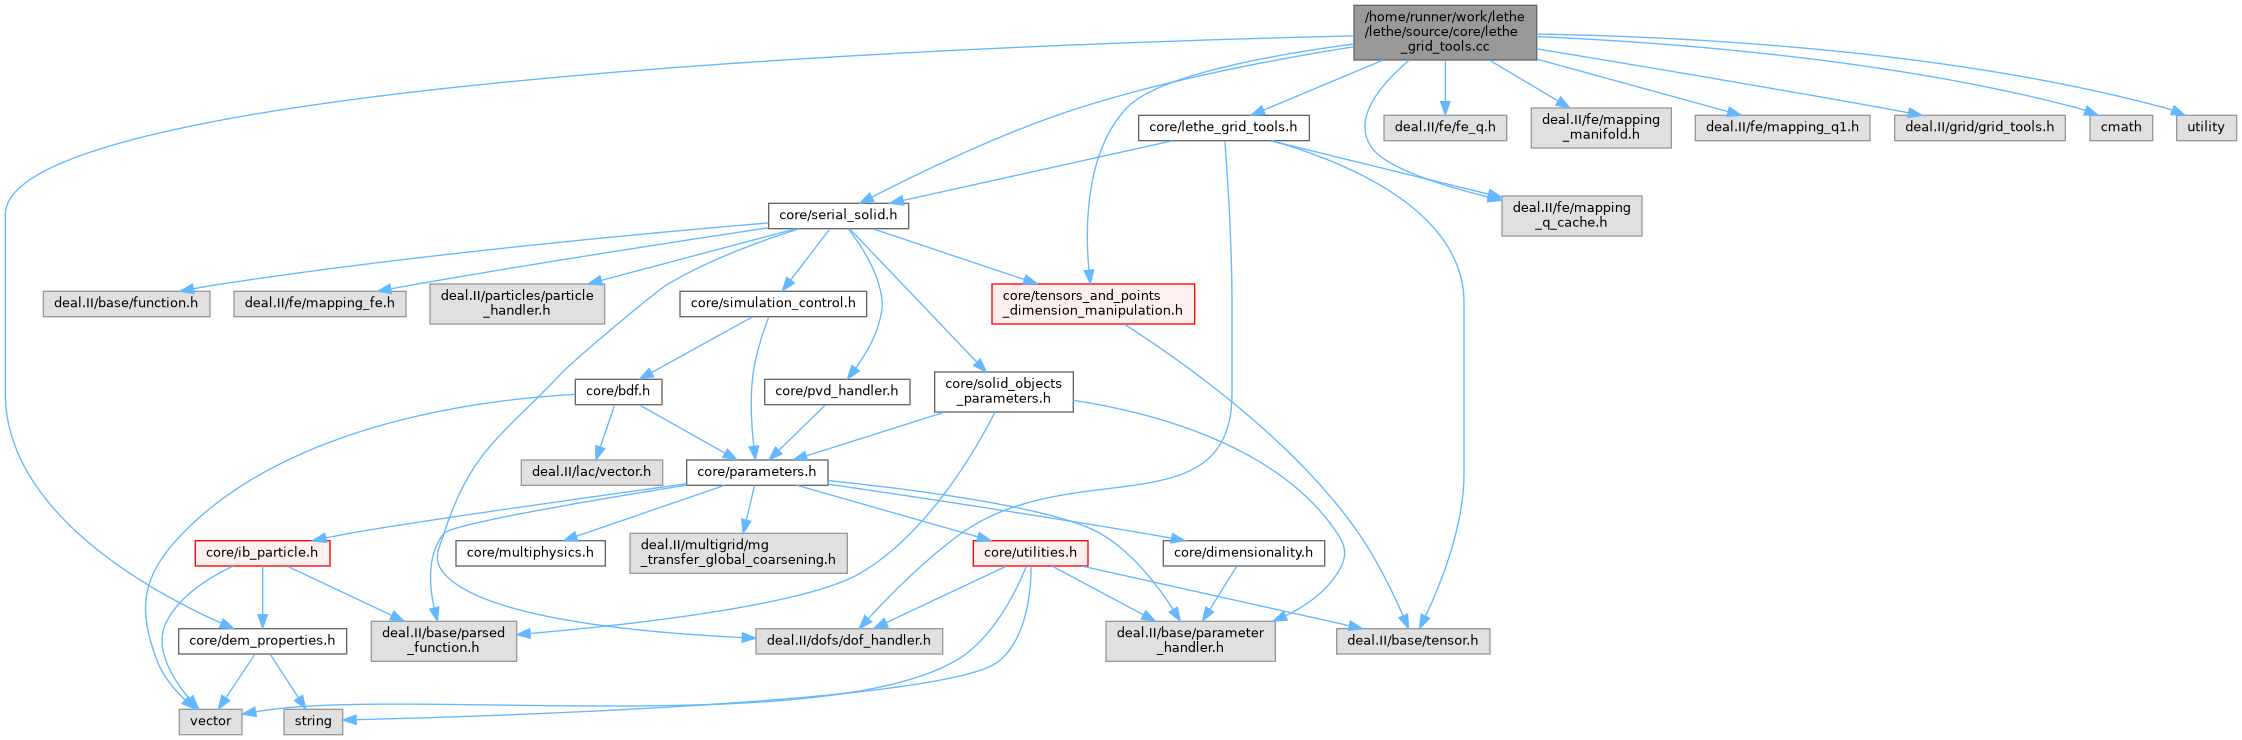 /home/runner/work/lethe
/lethe/source/core/lethe
_grid_tools.cc
core/lethe_grid_tools.h
deal.II/fe/fe_q.h
deal.II/fe/mapping
_manifold.h
deal.II/fe/mapping_q1.h
deal.II/grid/grid_tools.h
cmath
utility
core/serial_solid.h
deal.II/fe/mapping
_q_cache.h
deal.II/base/function.h
deal.II/fe/mapping_fe.h
deal.II/particles/particle
_handler.h
core/simulation_control.h
core/tensors_and_points
_dimension_manipulation.h
core/bdf.h
core/pvd_handler.h
core/solid_objects
_parameters.h
deal.II/lac/vector.h
core/parameters.h
core/ib_particle.h
core/multiphysics.h
deal.II/multigrid/mg
_transfer_global_coarsening.h
core/utilities.h
core/dimensionality.h
core/dem_properties.h
deal.II/base/parsed
_function.h
deal.II/dofs/dof_handler.h
deal.II/base/parameter
_handler.h
deal.II/base/tensor.h
vector
string